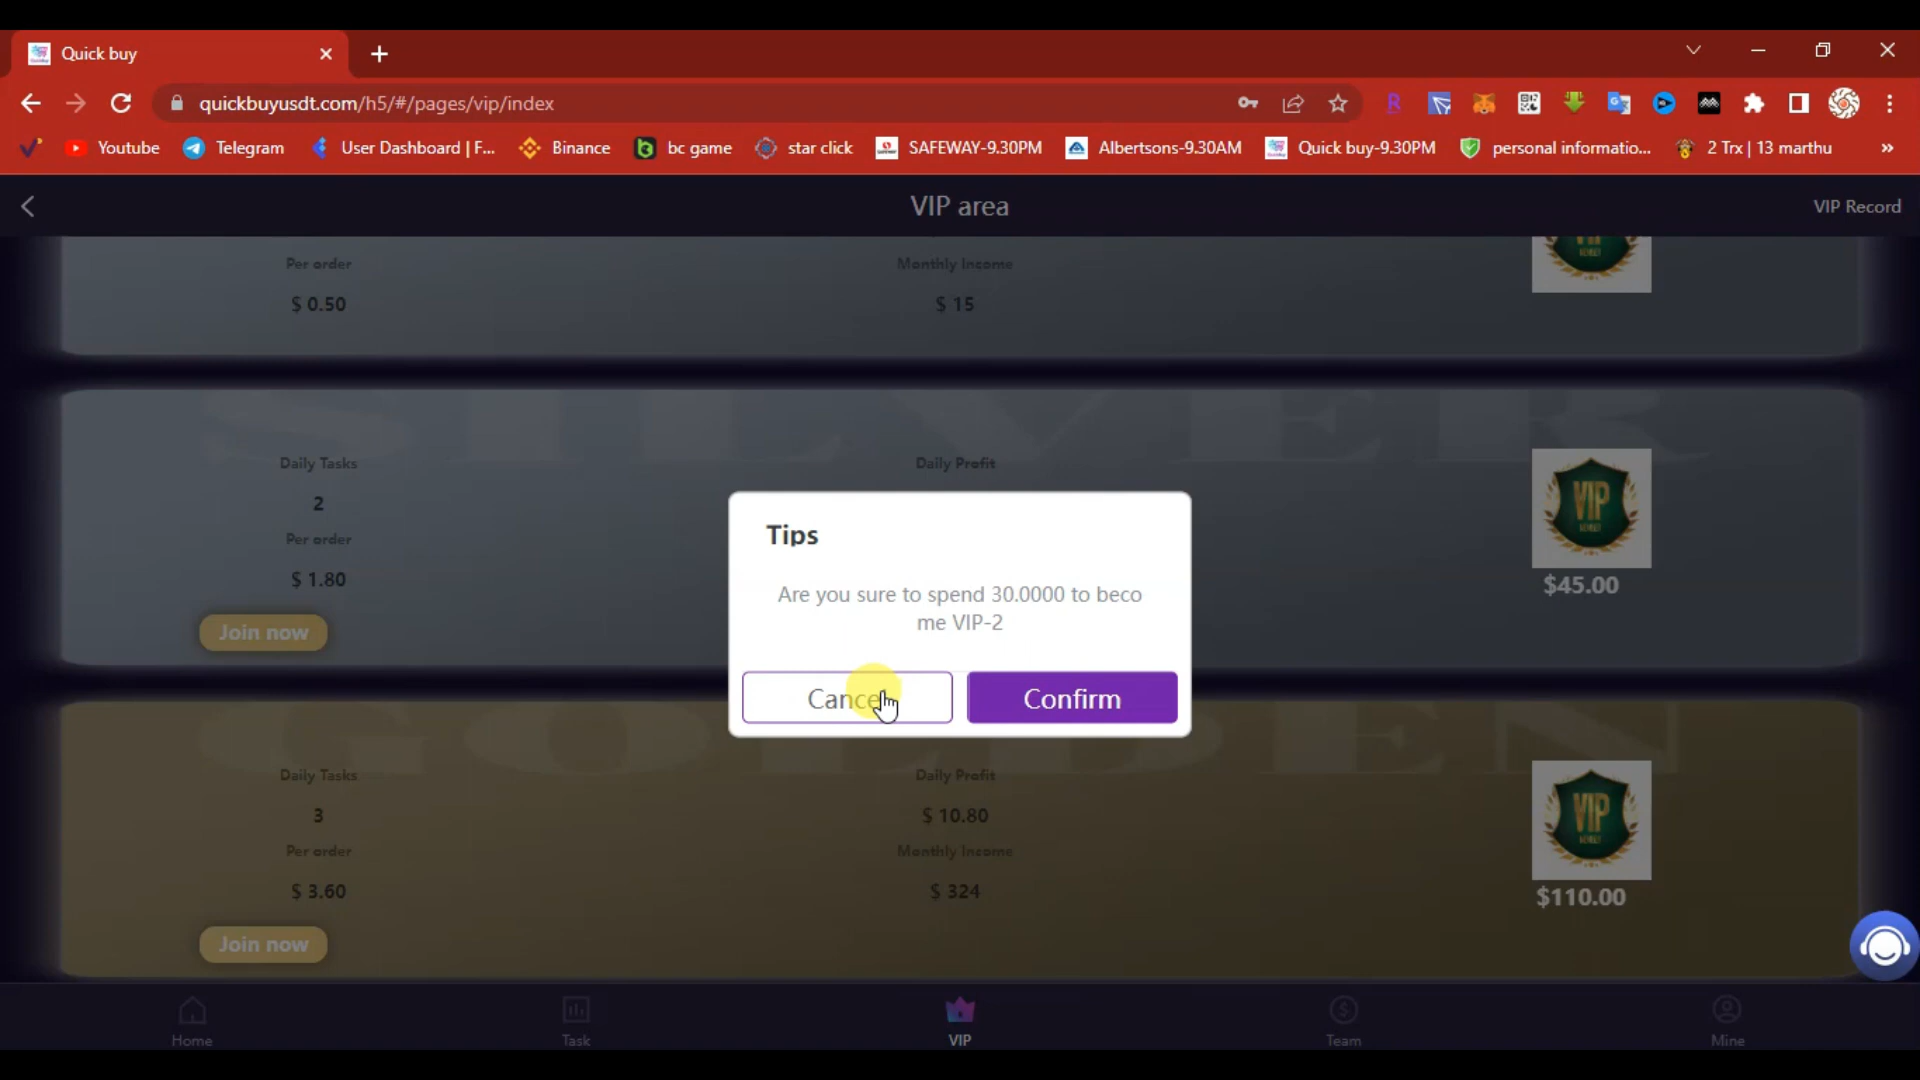 Quick buy
quickbuyusdt.com/h5/#/pages/vip/index
Youtube
Telegram
User Dashboard | F...
Binance
bc game
star click
SAFEWAY-9.30PM
Albertsons-9.30AM
Quick buy-9.30PM
personal informatio...
2 Trx | 13 marthu
»
VIP area
VIP Record
Per order
Monthly Income
$ 0.50
$ 15
SILVER
Daily Tasks
Daily Profit
2
Per order
$ 1.80
VIP
$45.00
Join now
Tips
Are you sure to spend 30.0000 to beco
me VIP-2
Cancel
Confirm
GOLDEN
Daily Tasks
Daily Profit
3
$ 10.80
Per order
Monthly Income
$ 3.60
$ 324
VIP
$110.00
Join now
Home
Task
VIP
Team
Mine